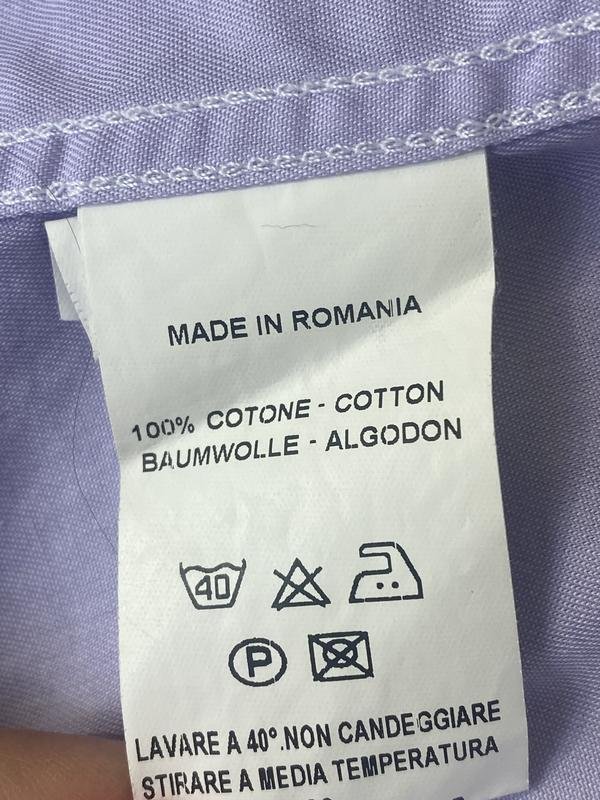 MADE IN ROMANIA
100% COTONE - COTTON
BAUMWOLLE - ALGODON
40
P
LAVARE A 40°.NON CANDEGGIARE
STIRARE A MEDIA TEMPERATURA